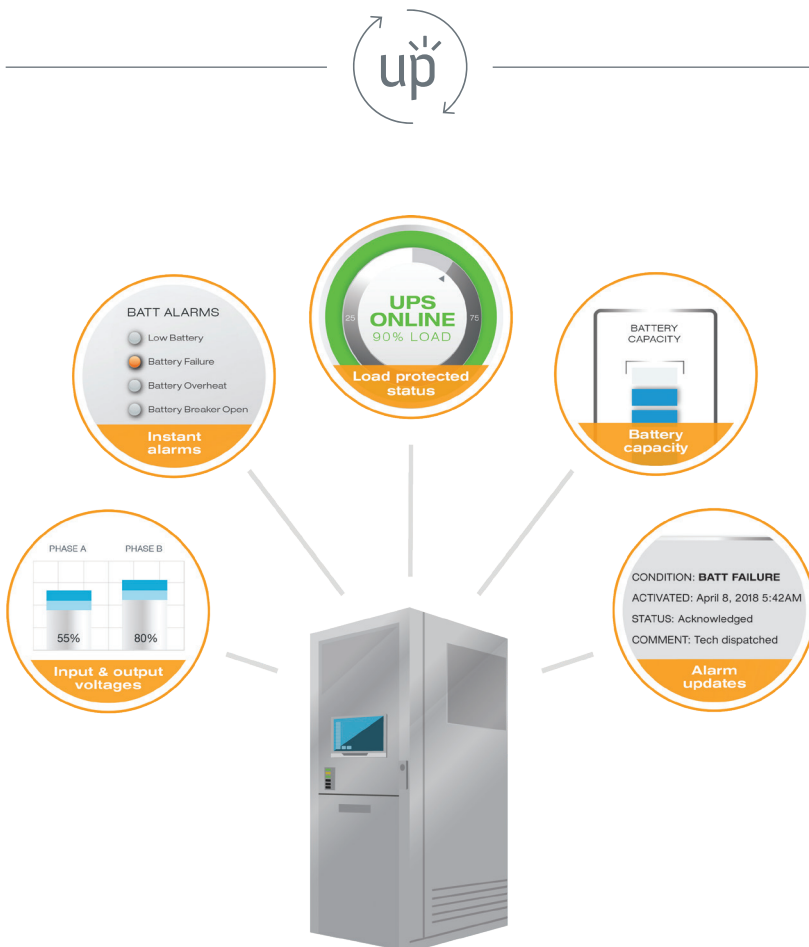 up
UPS
ONLINE
90% LOAD
25
75
Load protected
status
BATT ALARMS
Low Battery
Battery Failure
Battery Overheat
Battery Breaker Open
Instant
alarms
BATTERY
CAPACITY
Battery
capacity
PHASE A
PHASE B
55%
80%
Input & output
voltages
CONDITION: BATT FAILURE
ACTIVATED: April 8, 2018 5:42AM
STATUS: Acknowledged
COMMENT: Tech dispatched
Alarm
updates